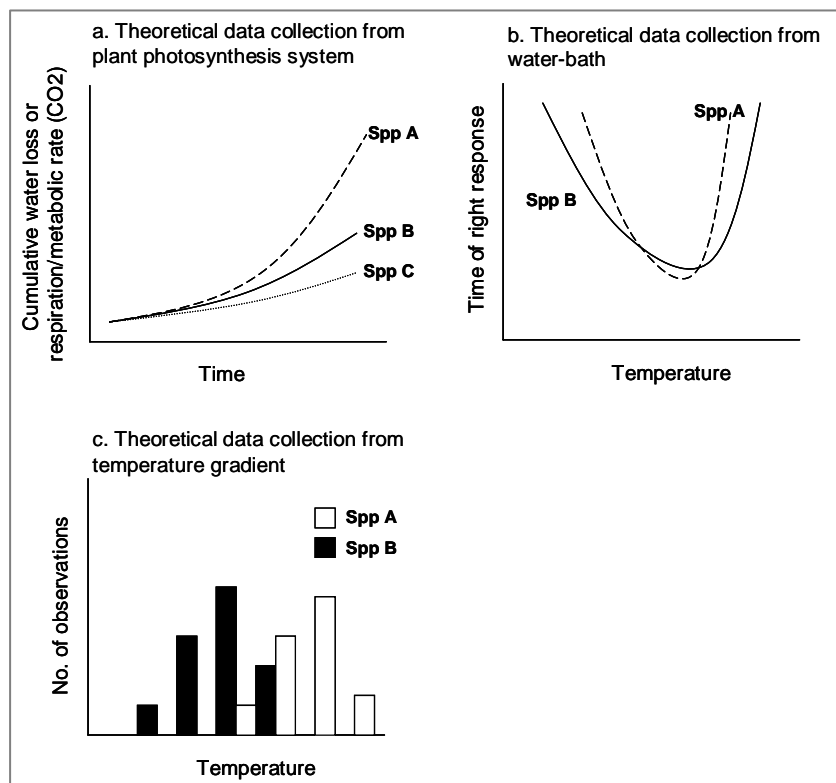 a. Theoretical data collection from
plant photosynthesis system
Cumulative water loss or
respiration/metabolic rate (CO2)
Spp A
Spp B
Spp C
Time
b. Theoretical data collection from
water-bath
Time of right response
Spp A
Spp B
Temperature
c. Theoretical data collection from
temperature gradient
No. of observations
Spp A
Spp B
Temperature